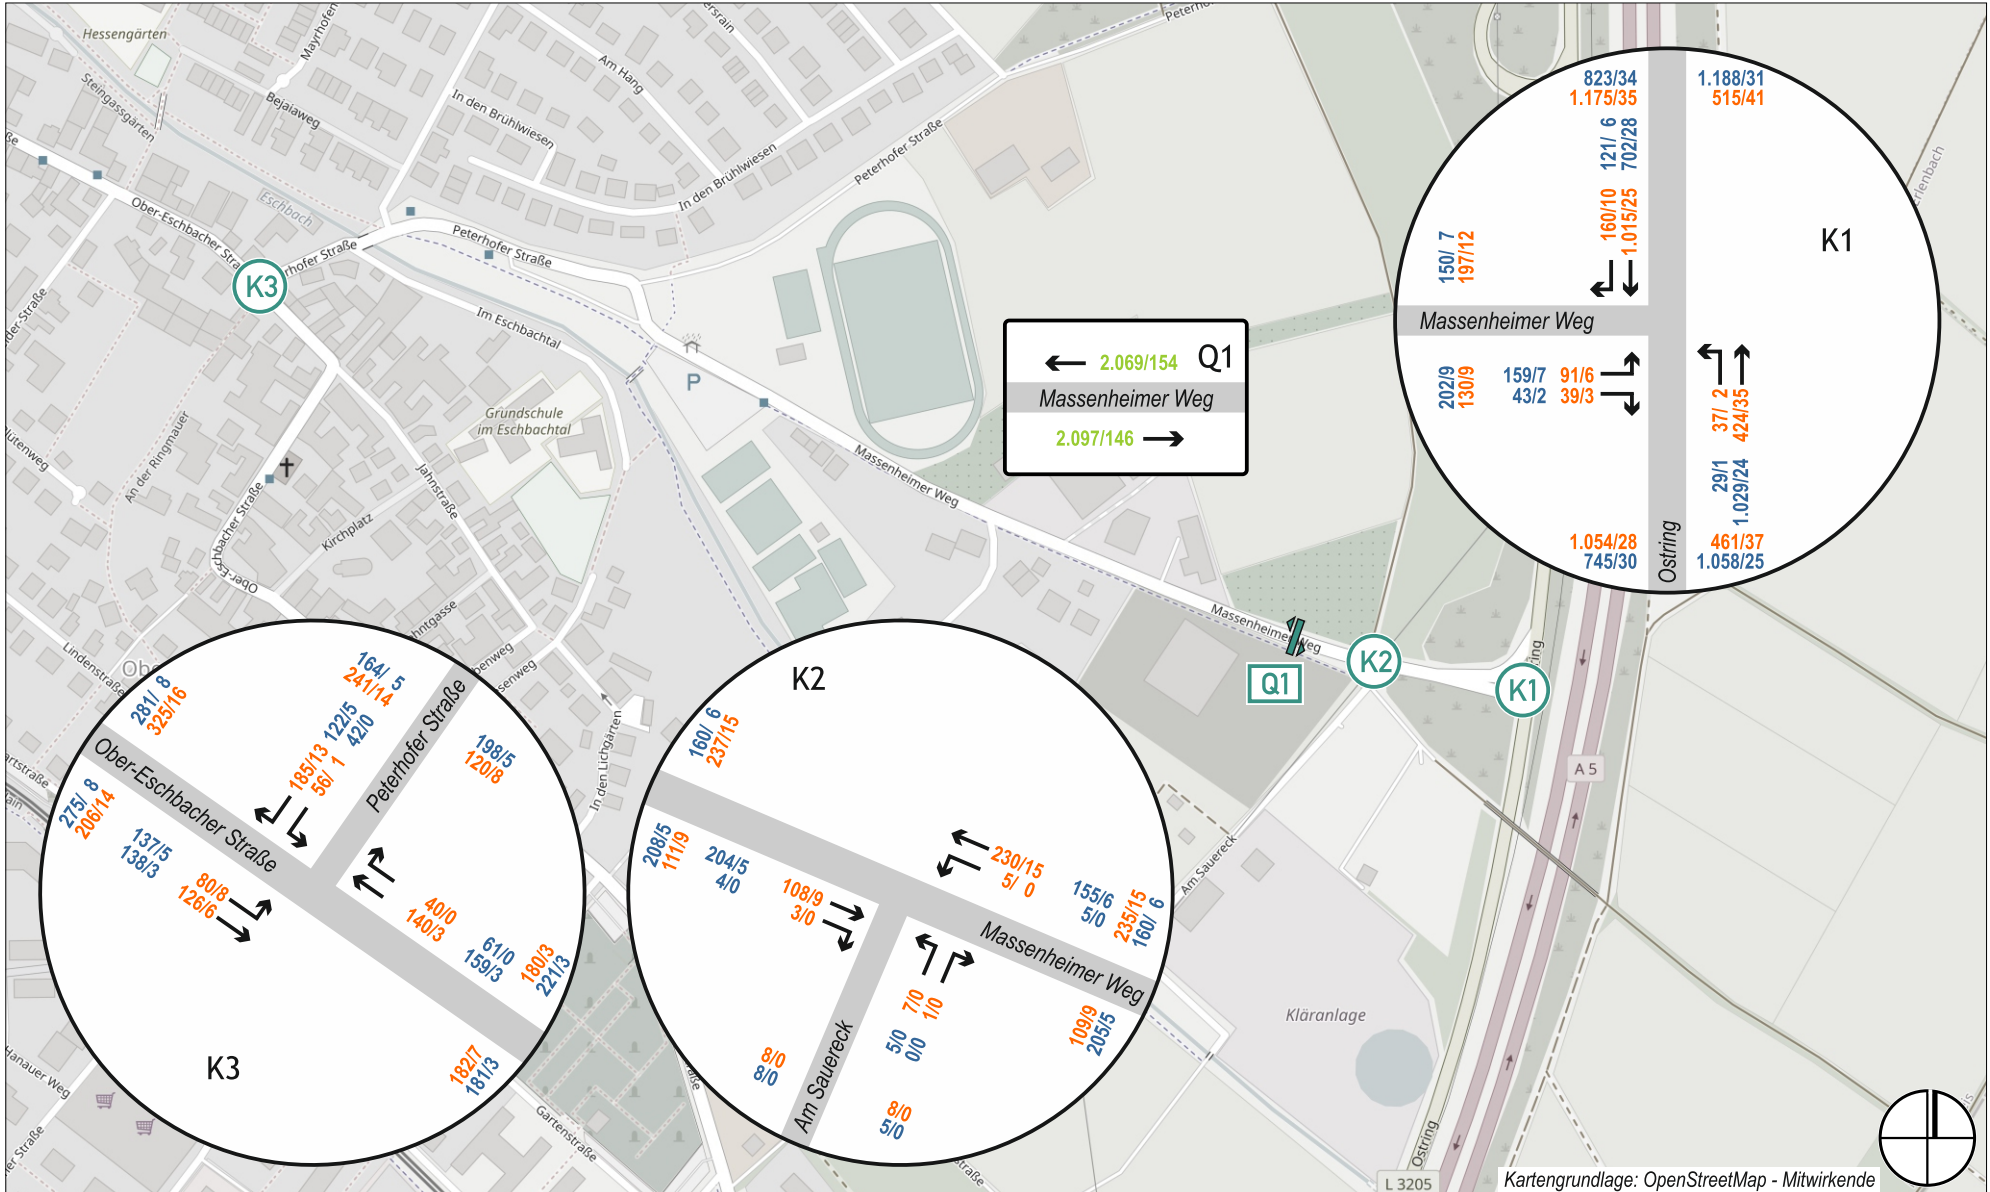 Hessengärten
Steingassgärten
Bejaiaweg
Am Hang
In den Brühlwiesen
In den Brühlwiesen
Peterhofer Straße
Eschbach
Peterhofer Straße
Im Eschbachtal
K3
An der Ringmauer
Grundschule
im Eschbachtal
Jahnstraße
Kirchplatz
Ober-Eschbacher Straße
Lindenstraße
P
Massenheimer Weg
Massenheimer Weg
Am Sauereck
In den Lichgärten
Gartenstraße
Hanauer Weg
Kläranlage
Ostring
A 5
L 3205
Q1
K2
K1
2.069/154
Q1
Massenheimer Weg
2.097/146
823/34
1.175/35
1.188/31
515/41
121/ 6
702/28
160/10
1.015/25
150/ 7
197/12
K1
Massenheimer Weg
202/9
130/9
159/7 91/6
43/2 39/3
37/ 2
424/35
29/1
1.029/24
1.054/28
745/30
Ostring
461/37
1.058/25
K2
160/ 6
237/15
208/5
111/9
204/5
4/0
108/9
3/0
230/15
5/ 0
155/6
5/0
235/15
160/ 6
Massenheimer Weg
109/9
205/5
7/0
1/0
5/0
0/0
Am Sauereck
8/0
8/0
8/0
5/0
164/ 5
241/14
281/ 8
325/16
122/5
42/0
185/13
56/ 1
Peterhofer Straße
198/5
120/8
Ober-Eschbacher Straße
275/ 8
206/14
137/5
138/3
80/8
126/6
40/0
140/3
61/0
159/3
180/3
221/3
182/7
181/3
K3
Kartengrundlage: OpenStreetMap - Mitwirkende